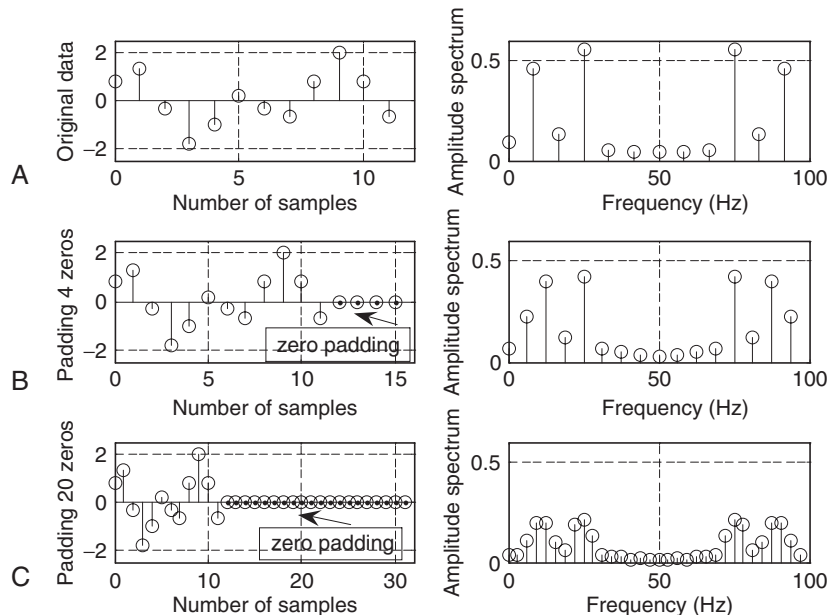 Original data
2
0
−2
0
5
10
Number of samples
A
Amplitude spectrum
0.5
0
0
50
100
Frequency (Hz)
Padding 4 zeros
2
0
−2
zero padding
0
5
10
15
Number of samples
B
Amplitude spectrum
0.5
0
0
50
100
Frequency (Hz)
Padding 20 zeros
2
0
−2
zero padding
0
10
20
30
Number of samples
C
Amplitude spectrum
0.5
0
0
50
100
Frequency (Hz)